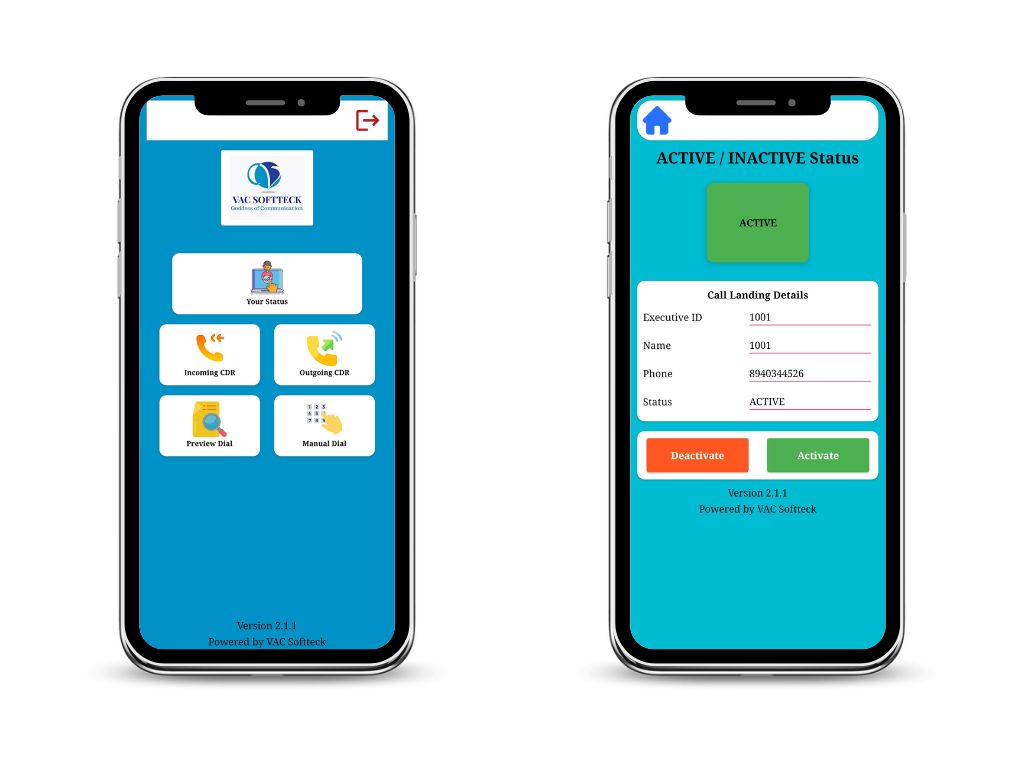 VAC SOFTTECK
Goddess of Communication
Your Status
Incoming CDR
Outgoing CDR
Preview Dial
Manual Dial
Version 2.1.1
Powered by VAC Softteck
ACTIVE / INACTIVE Status
ACTIVE
Call Landing Details
Executive ID 1001
Name 1001
Phone 8940344526
Status ACTIVE
Deactivate Activate
Version 2.1.1
Powered by VAC Softteck